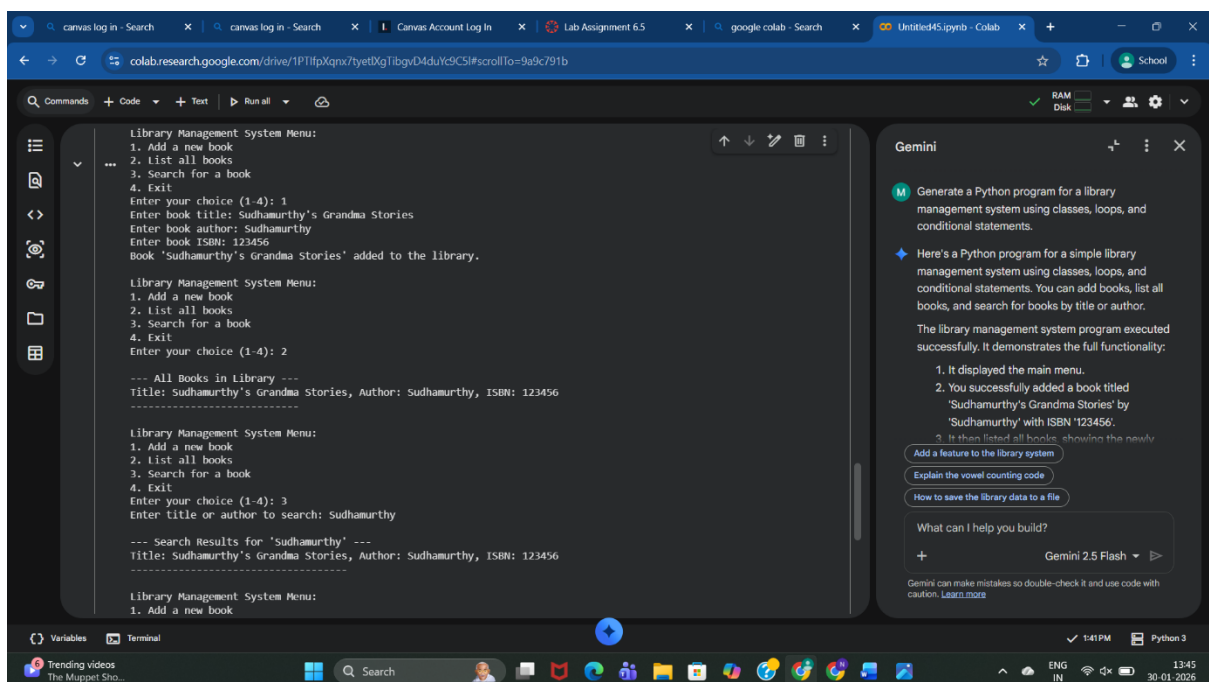 canvas log in - Search
canvas log in - Search
Canvas Account Log In
Lab Assignment 6.5
google colab - Search
Untitled45.ipynb - Colab
colab.research.google.com/drive/1PTlfpXqnx7tyetlXgTibgvD4duYc9C5l#scrollTo=9a9c791b
School
Commands + Code + Text Run all
RAM
Disk
Library Management System Menu:
1. Add a new book
2. List all books
3. Search for a book
4. Exit
Enter your choice (1-4): 1
Enter book title: Sudhamurthy's Grandma Stories
Enter book author: Sudhamurthy
Enter book ISBN: 123456
Book 'Sudhamurthy's Grandma Stories' added to the library.
Library Management System Menu:
1. Add a new book
2. List all books
3. Search for a book
4. Exit
Enter your choice (1-4): 2
--- All Books in Library ---
Title: Sudhamurthy's Grandma Stories, Author: Sudhamurthy, ISBN: 123456
----------------------------
Library Management System Menu:
1. Add a new book
2. List all books
3. Search for a book
4. Exit
Enter your choice (1-4): 3
Enter title or author to search: Sudhamurthy
--- Search Results for 'Sudhamurthy' ---
Title: Sudhamurthy's Grandma Stories, Author: Sudhamurthy, ISBN: 123456
-----------------------------------
Library Management System Menu:
1. Add a new book
Gemini
M
Generate a Python program for a library
management system using classes, loops, and
conditional statements.
Here's a Python program for a simple library
management system using classes, loops, and
conditional statements. You can add books, list all
books, and search for books by title or author.
The library management system program executed
successfully. It demonstrates the full functionality:
1. It displayed the main menu.
2. You successfully added a book titled
'Sudhamurthy's Grandma Stories' by
'Sudhamurthy' with ISBN '123456'.
3. It then listed all books, showing the newly
Add a feature to the library system
Explain the vowel counting code
How to save the library data to a file
What can I help you build?
+ Gemini 2.5 Flash
Gemini can make mistakes so double-check it and use code with
caution. Learn more
{} Variables Terminal
1:41 PM Python 3
6
Trending videos
The Muppet Sho...
Search
ENG
IN
13:45
30-01-2026